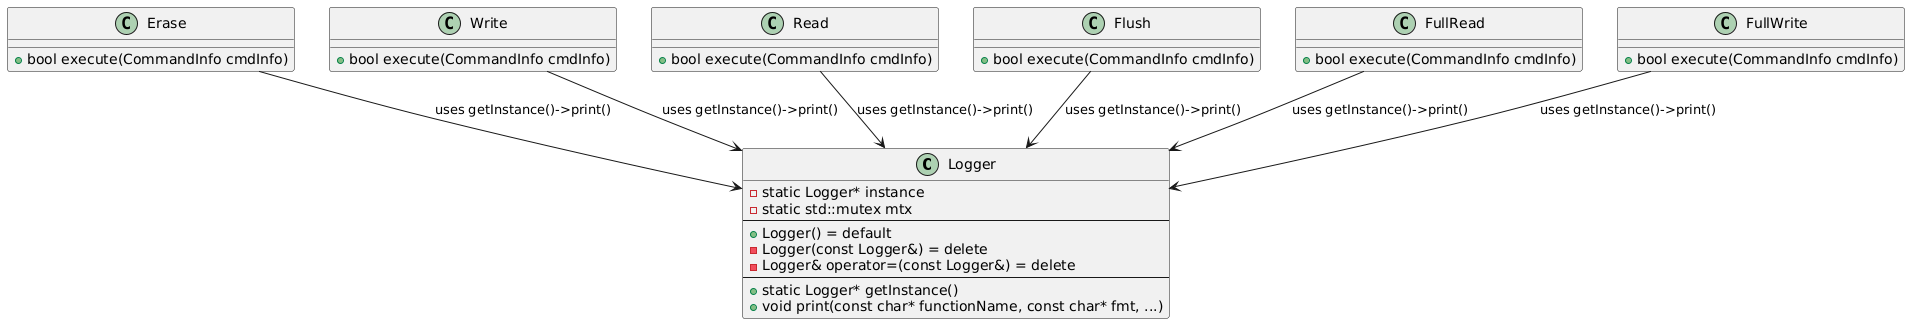 C Erase
bool execute(CommandInfo cmdInfo)
C Write
bool execute(CommandInfo cmdInfo)
C Read
bool execute(CommandInfo cmdInfo)
C Flush
bool execute(CommandInfo cmdInfo)
C FullRead
bool execute(CommandInfo cmdInfo)
C FullWrite
bool execute(CommandInfo cmdInfo)
uses getInstance()->print()
uses getInstance()->print()
uses getInstance()->print()
uses getInstance()->print()
uses getInstance()->print()
uses getInstance()->print()
C Logger
static Logger* instance
static std::mutex mtx
Logger() = default
Logger(const Logger&) = delete
Logger& operator=(const Logger&) = delete
static Logger* getInstance()
void print(const char* functionName, const char* fmt, ...)